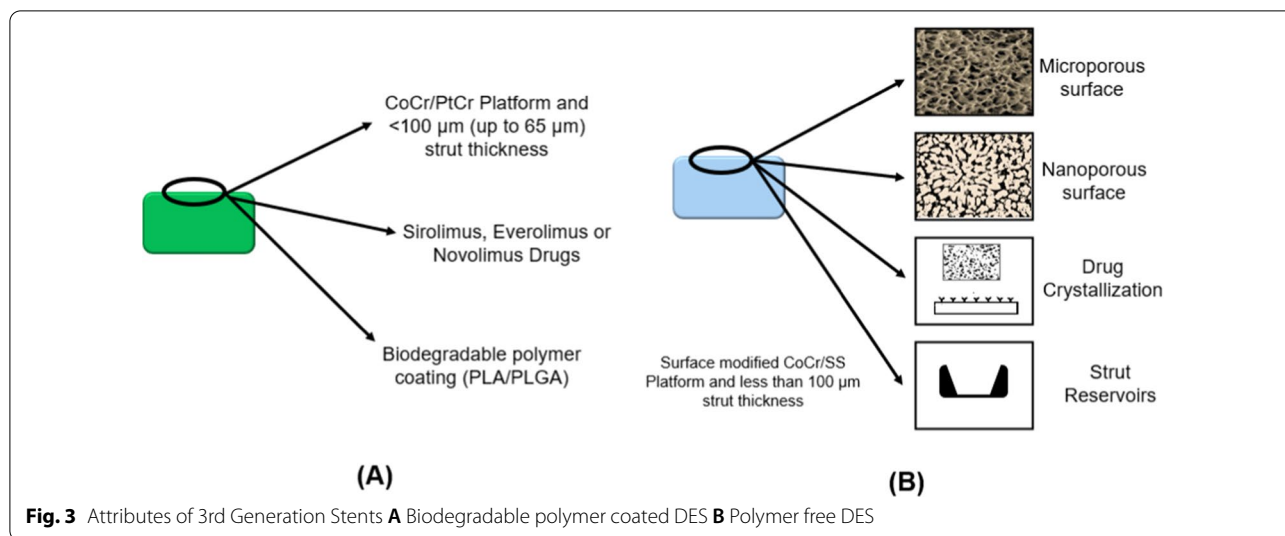 CoCr/PtCr Platform and
<100 μm (up to 65 μm)
strut thickness
Sirolimus, Everolimus or
Novolimus Drugs
Biodegradable polymer
coating (PLA/PLGA)
(A)
Microporous
surface
Nanoporous
surface
Drug
Crystallization
Strut
Reservoirs
Surface modified CoCr/SS
Platform and less than 100 μm
strut thickness
(B)
Fig. 3 Attributes of 3rd Generation Stents A Biodegradable polymer coated DES B Polymer free DES